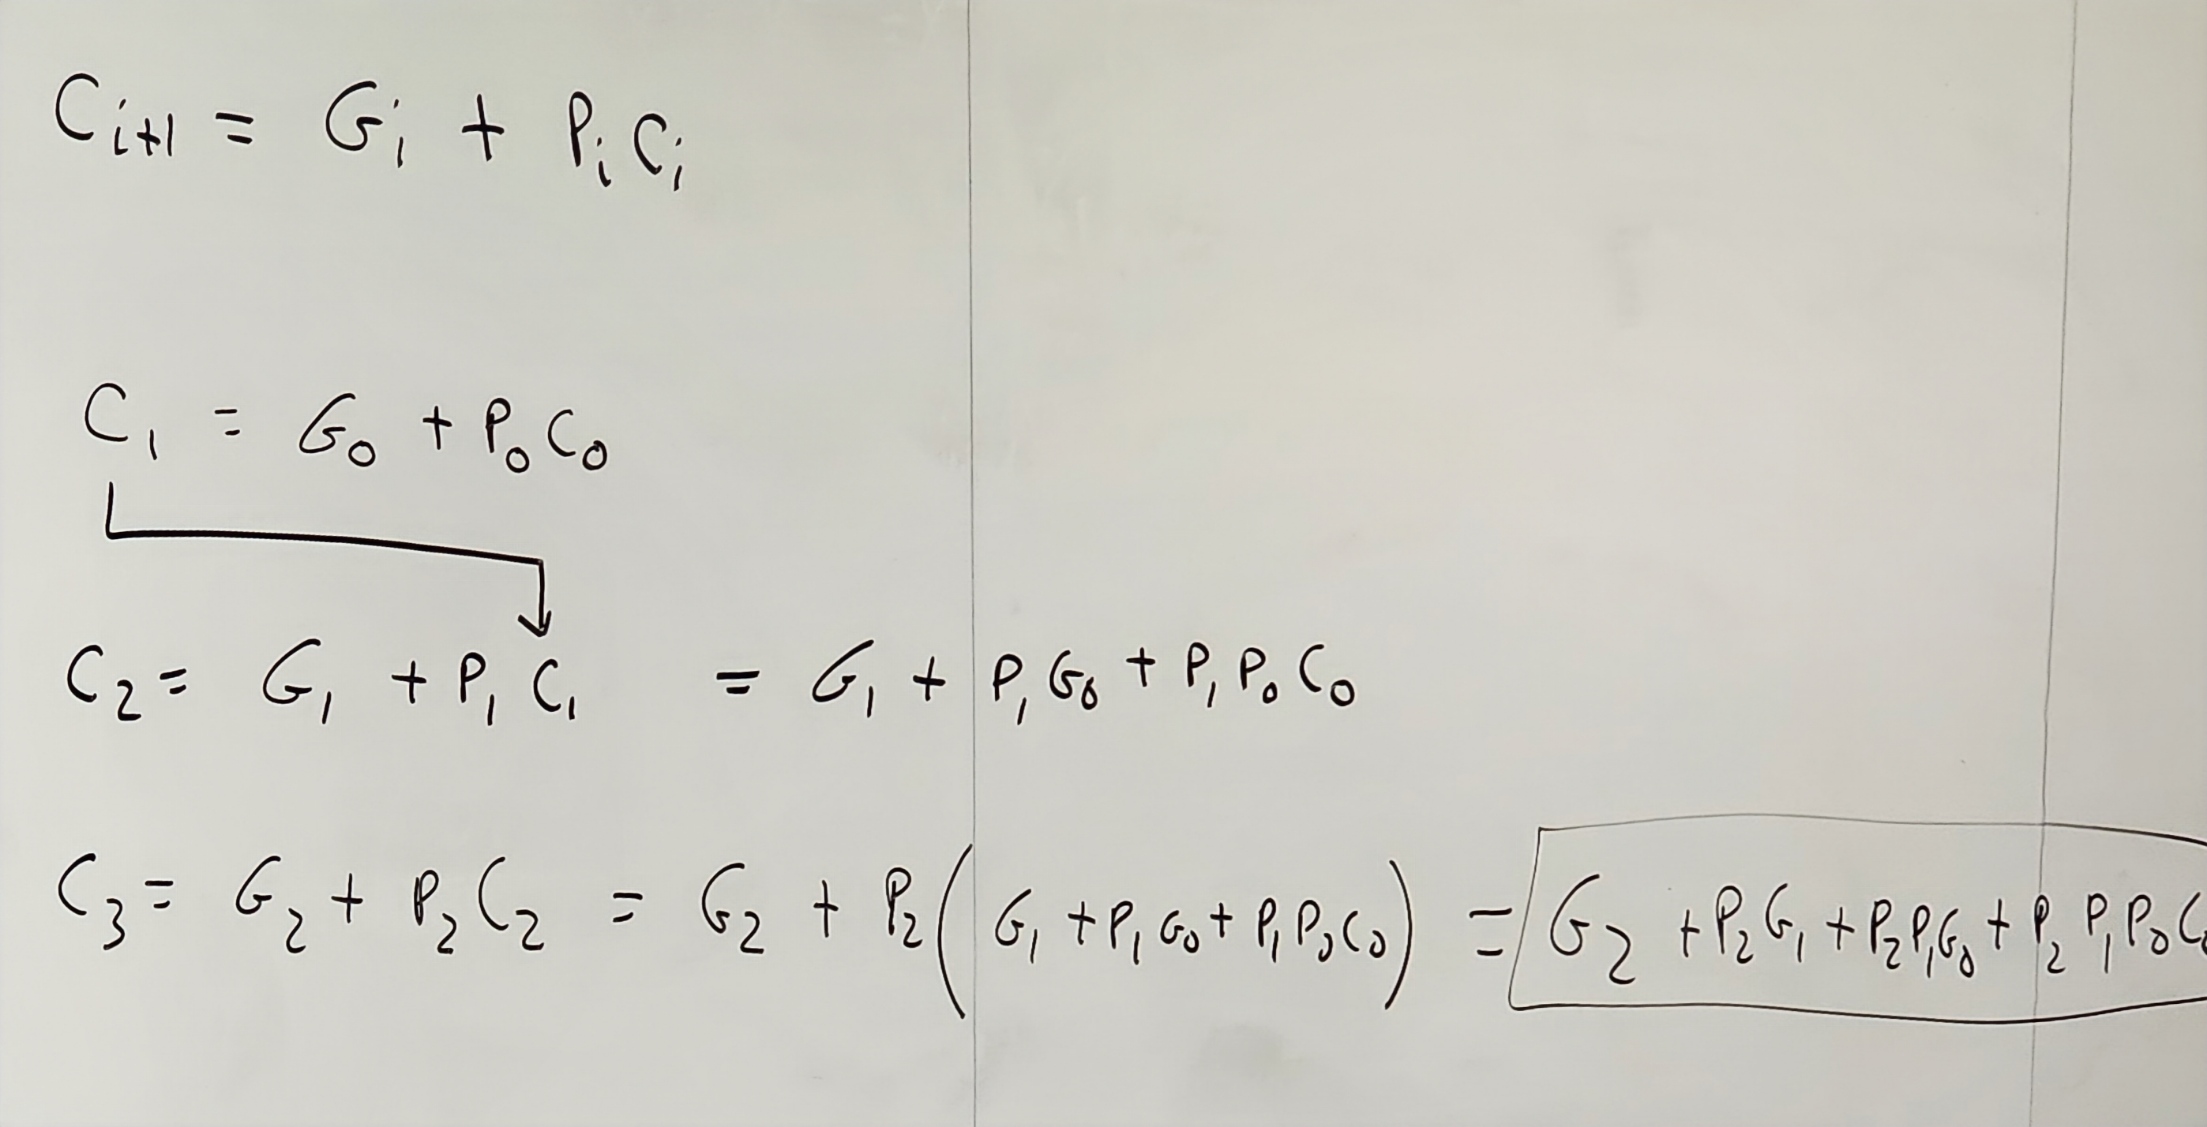 C_{i+1} = G_i + P_i C_i
C_1 = G_0 + P_0 C_0
C_2 = G_1 + P_1 C_1 = G_1 + P_1 G_0 + P_1 P_0 C_0
C_3 = G_2 + P_2 C_2 = G_2 + P_2 ( G_1 + P_1 G_0 + P_1 P_0 C_0 ) = G_2 + P_2 G_1 + P_2 P_1 G_0 + P_2 P_1 P_0 C